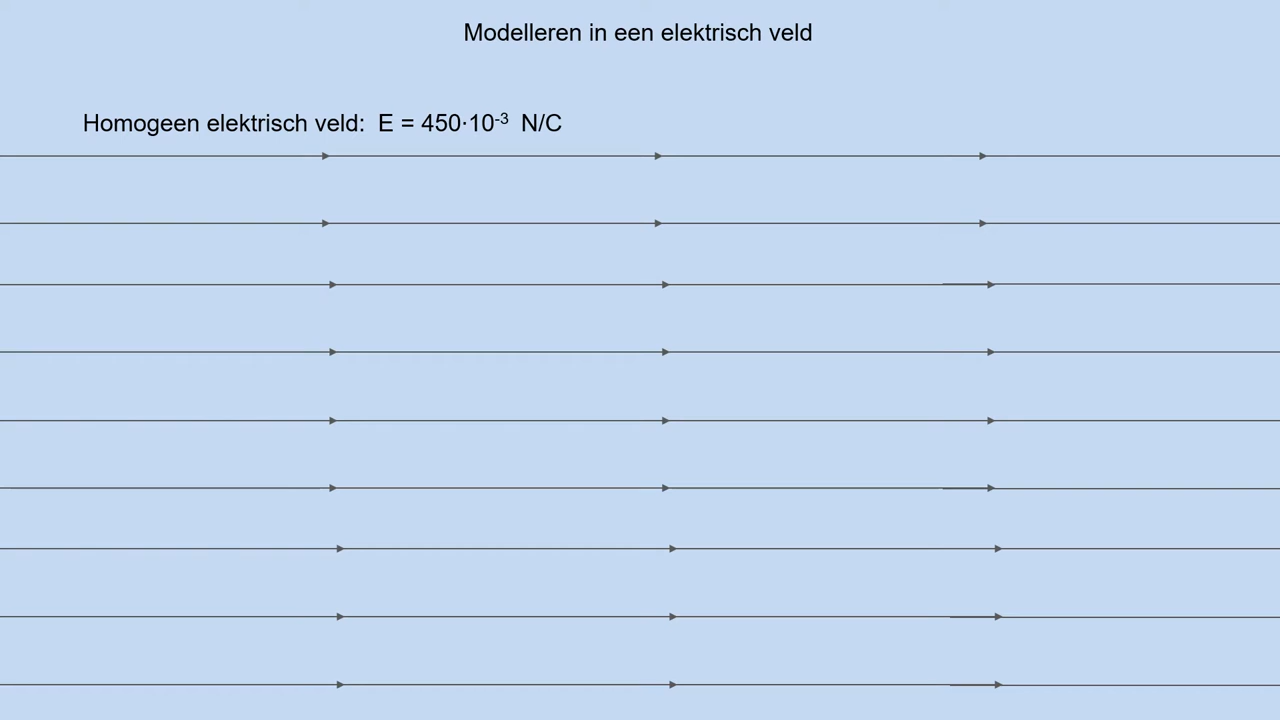 Modelleren in een elektrisch veld
Homogeen elektrisch veld: E = 450·10⁻³ N/C